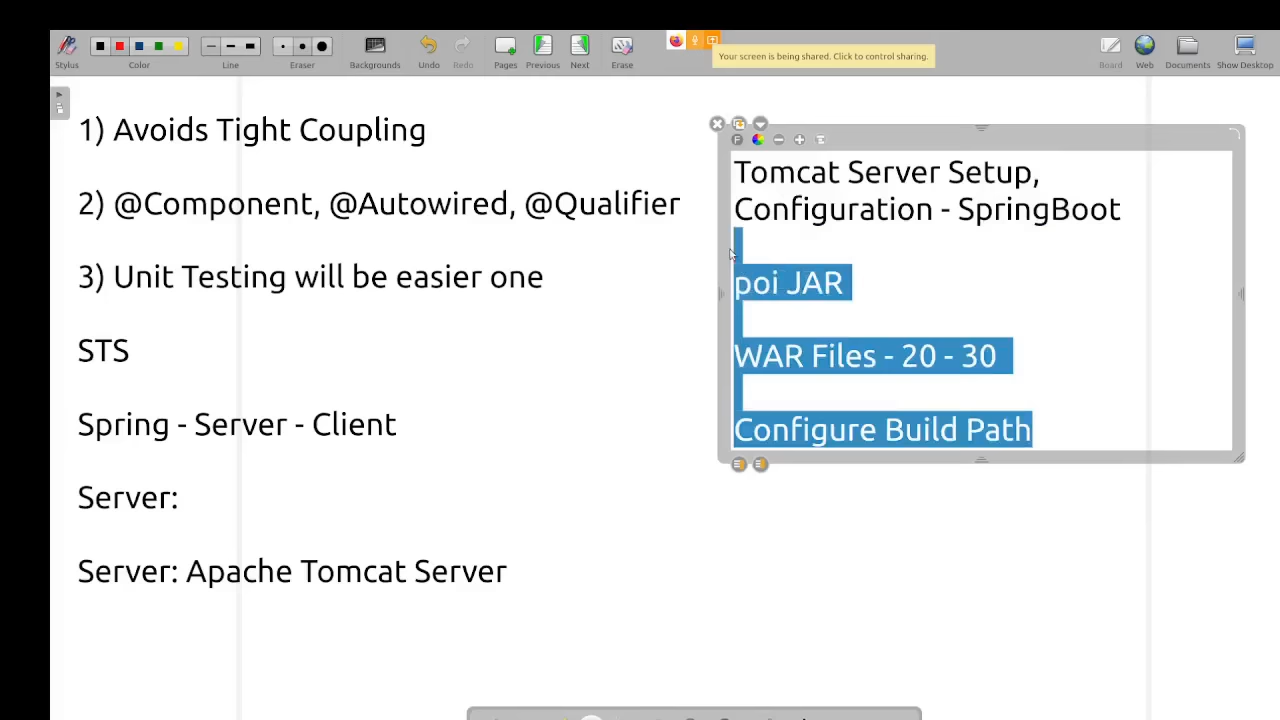 Stylus
Color
Line
Eraser
Backgrounds
Undo
Redo
Pages
Previous
Next
Erase
Your screen is being shared. Click to control sharing.
Board
Web
Documents
Show Desktop
1) Avoids Tight Coupling
2) @Component, @Autowired, @Qualifier
3) Unit Testing will be easier one
STS
Spring - Server - Client
Server:
Server: Apache Tomcat Server
F
Tomcat Server Setup,
Configuration - SpringBoot
poi JAR
WAR Files - 20 - 30
Configure Build Path